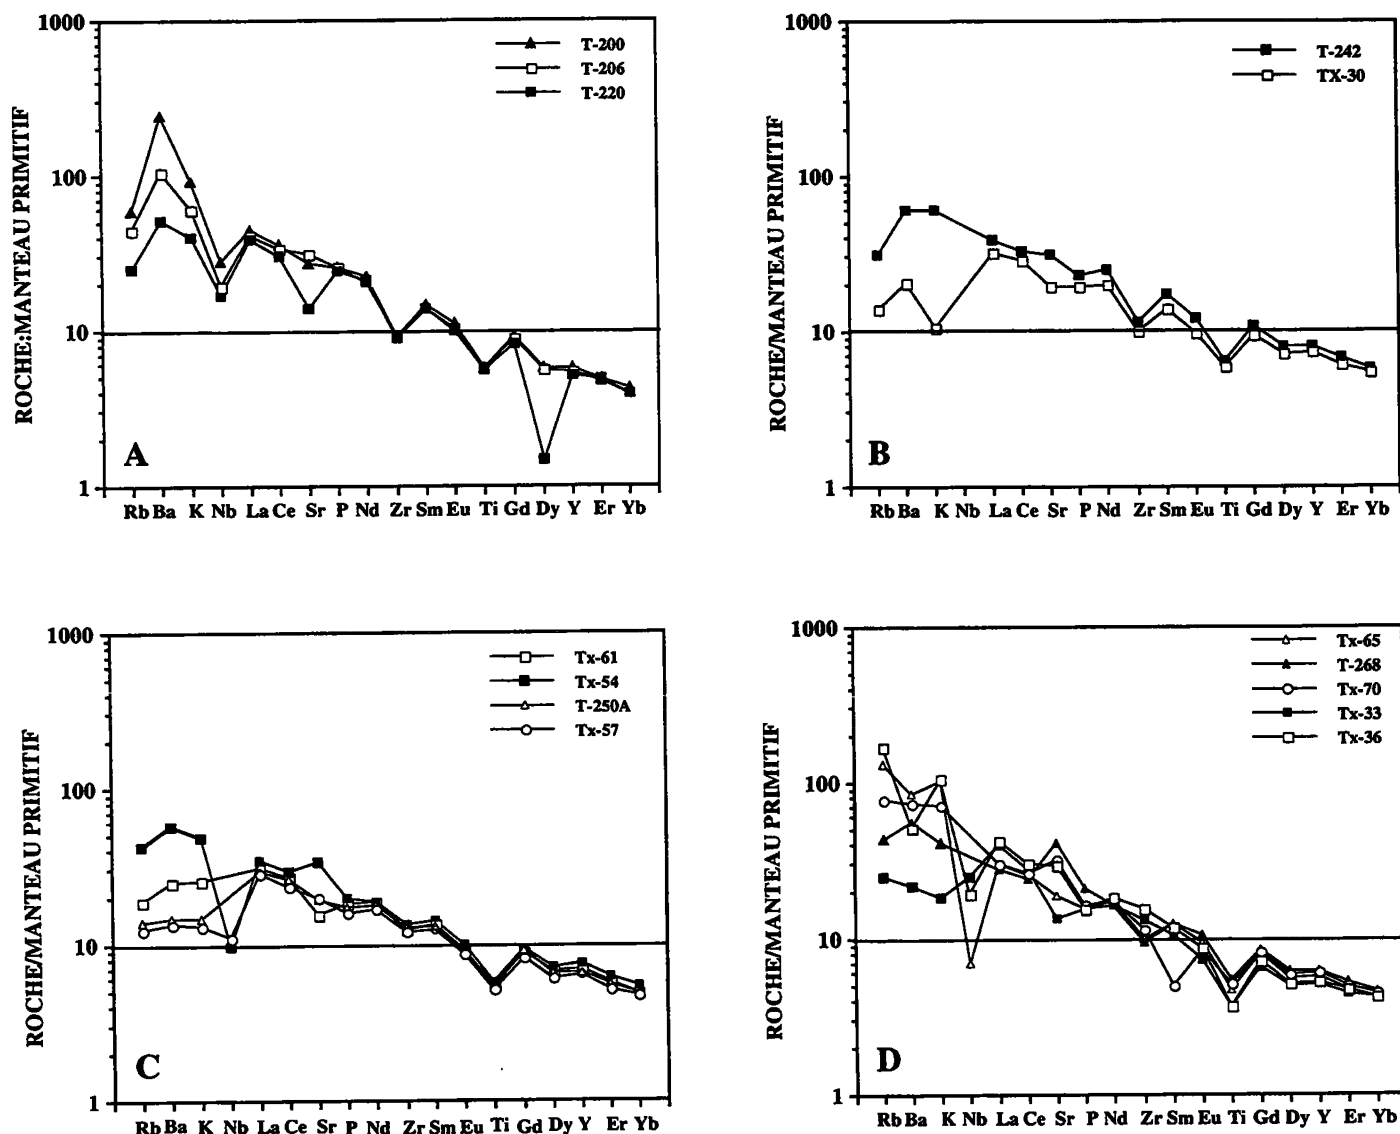 1000
100
10
1
ROCHE:MANTEAU PRIMITIF
T-200
T-206
T-220
A
Rb Ba K Nb La Ce Sr P Nd Zr Sm Eu Ti Gd Dy Y Er Yb
1000
100
10
1
ROCHE/MANTEAU PRIMITIF
T-242
TX-30
B
Rb Ba K Nb La Ce Sr P Nd Zr Sm Eu Ti Gd Dy Y Er Yb
1000
100
10
1
ROCHE/MANTEAU PRIMITIF
Tx-61
Tx-54
T-250A
Tx-57
C
Rb Ba K Nb La Ce Sr P Nd Zr Sm Eu Ti Gd Dy Y Er Yb
1000
100
10
1
ROCHE/MANTEAU PRIMITIF
Tx-65
T-268
Tx-70
Tx-33
Tx-36
D
Rb Ba K Nb La Ce Sr P Nd Zr Sm Eu Ti Gd Dy Y Er Yb